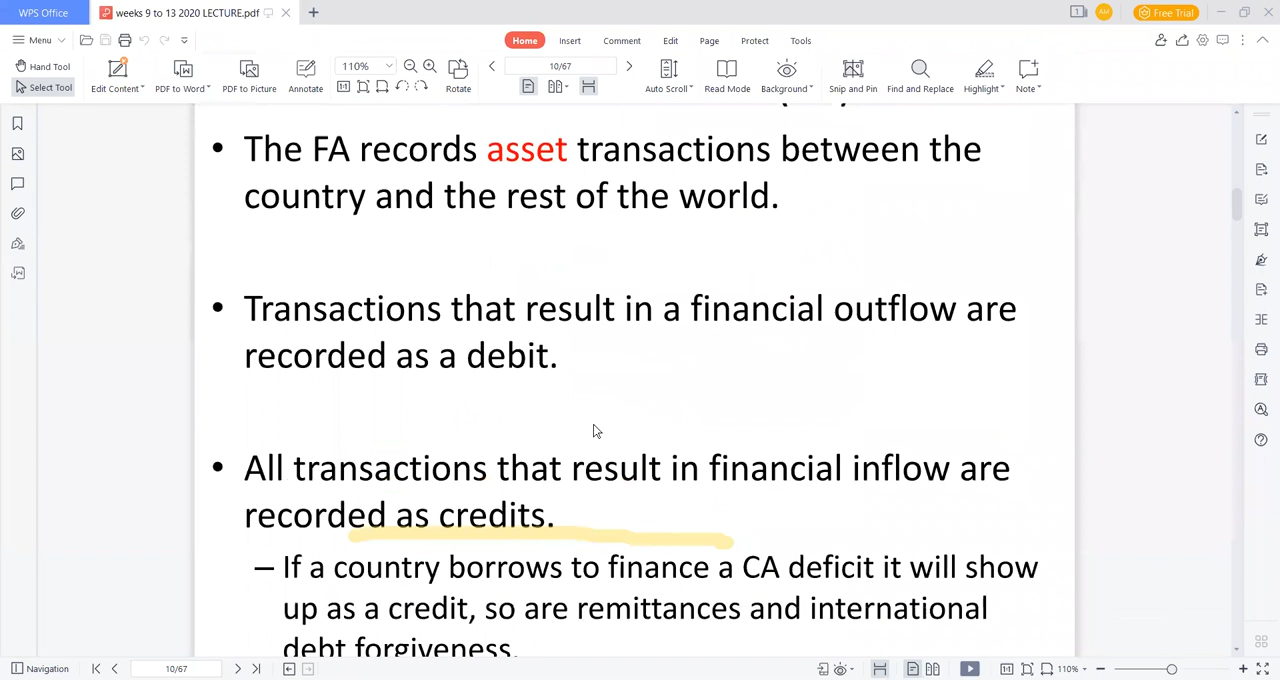 WPS Office
weeks 9 to 13 2020 LECTURE.pdf
1
AM
Free Trial
Menu
Home
Insert
Comment
Edit
Page
Protect
Tools
Hand Tool
Select Tool
Edit Content
PDF to Word
PDF to Picture
Annotate
110%
Rotate
10/67
Auto Scroll
Read Mode
Background
Snip and Pin
Find and Replace
Highlight
Note
• The FA records asset transactions between the
country and the rest of the world.
• Transactions that result in a financial outflow are
recorded as a debit.
• All transactions that result in financial inflow are
recorded as credits.
– If a country borrows to finance a CA deficit it will show
up as a credit, so are remittances and international
debt forgiveness.
Navigation
10/67
110%